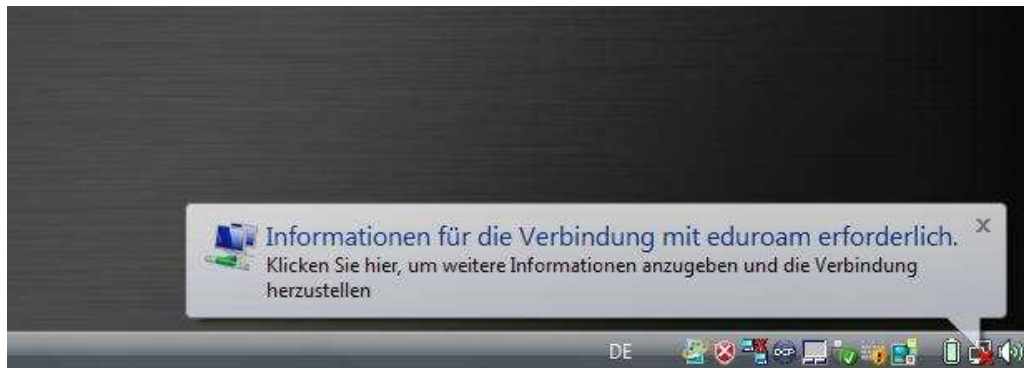 Informationen für die Verbindung mit eduroam erforderlich.
Klicken Sie hier, um weitere Informationen anzugeben und die Verbindung
herzustellen
DE